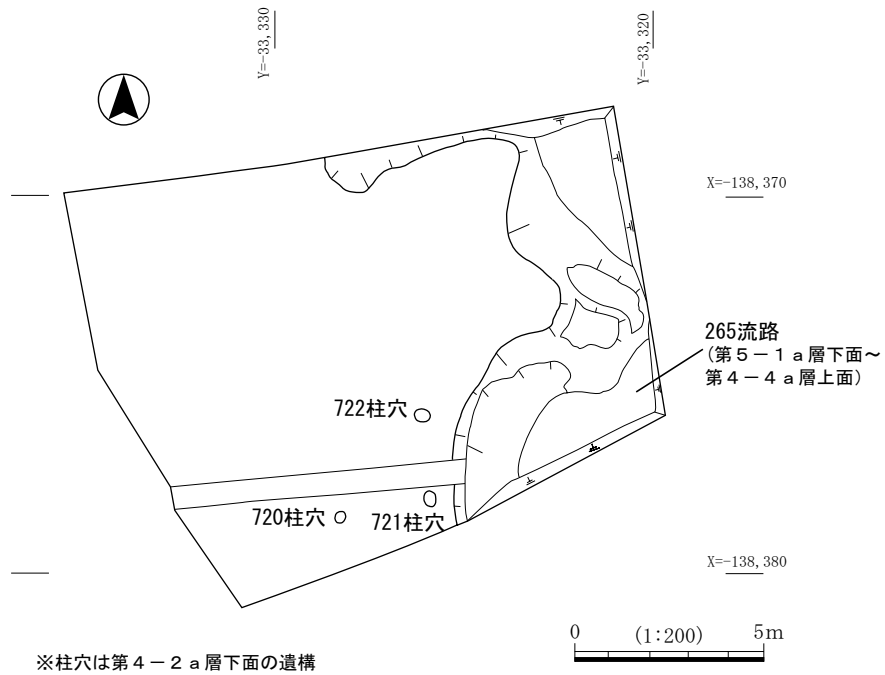 Y=-33,330
Y=-33,320
X=-138,370
265流路
(第5-1a層下面~
第4-4a層上面)
722柱穴
720柱穴
721柱穴
X=-138,380
0 (1:200) 5m
※柱穴は第4-2a層下面の遺構